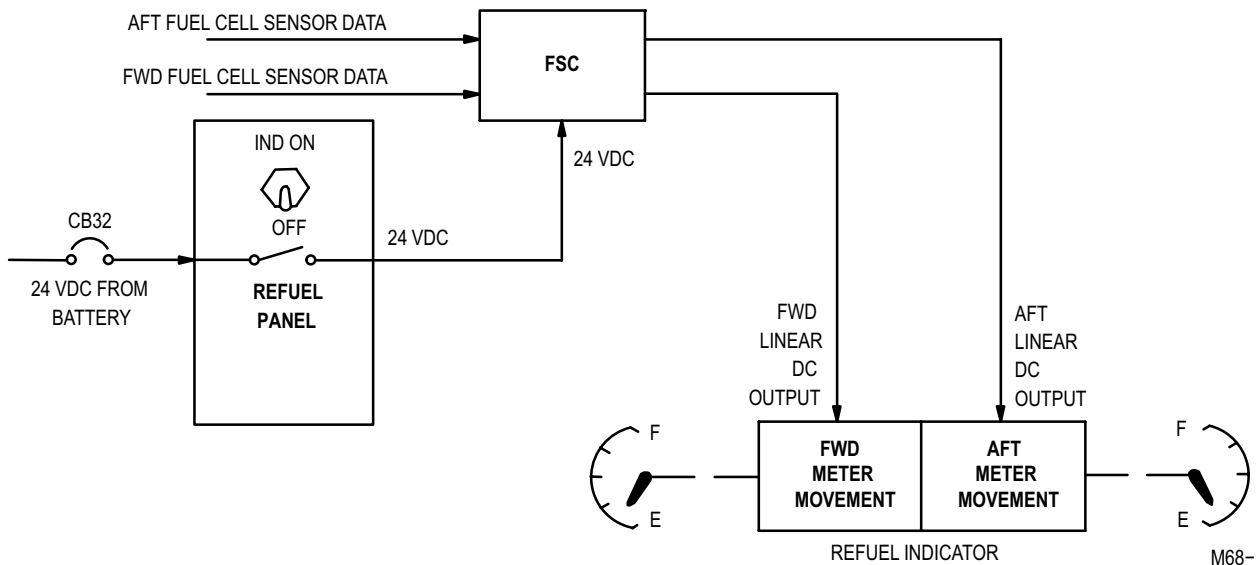 AFT FUEL CELL SENSOR DATA
FWD FUEL CELL SENSOR DATA
FSC
IND ON
OFF
24 VDC
CB32
24 VDC
24 VDC FROM
BATTERY
REFUEL
PANEL
FWD
LINEAR
DC
OUTPUT
AFT
LINEAR
DC
OUTPUT
F
E
FWD
METER
MOVEMENT
AFT
METER
MOVEMENT
F
E
REFUEL INDICATOR
M68-